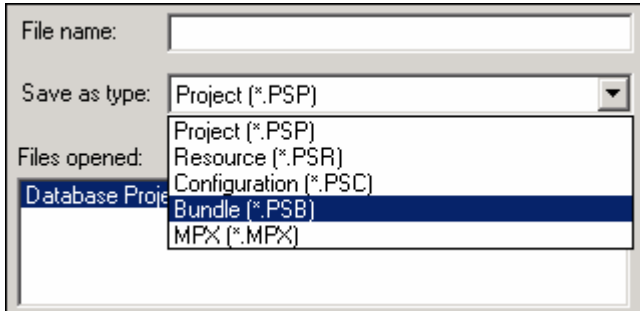 File name:
Save as type: Project (*.PSP)
Project (*.PSP)
Files opened: Resource (*.PSR)
Configuration (*.PSC)
Database Proje
Bundle (*.PSB)
MPX (*.MPX)